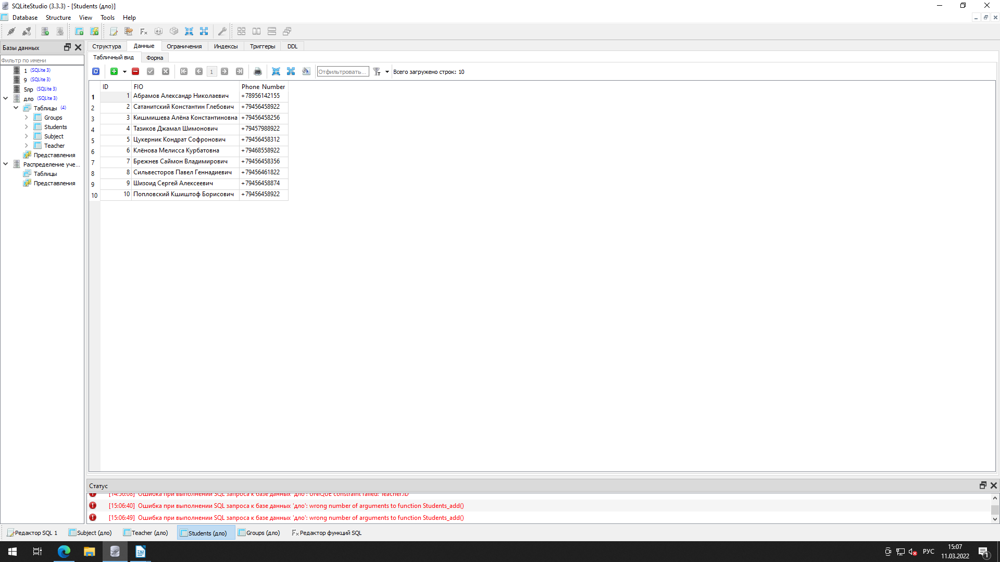 SQLiteStudio (3.3.3) - [Students (дло)]
Database Structure View Tools Help
Базы данных
Фильтр по имени
1 (SQLite 3)
9 (SQLite 3)
5лр (SQLite 3)
дло (SQLite 3)
Таблицы (4)
Groups
Students
Subject
Teacher
Представления
Распределение уче...
Таблицы
Представления
Структура Данные Ограничения Индексы Триггеры DDL
Табличный вид Форма
1 Отфильтровать... Всего загружено строк: 10
ID FIO Phone Number
1 1 Абрамов Александр Николаевич +78956142155
2 2 Сатанитский Константин Глебович +79456458922
3 3 Кишмишева Алёна Константиновна +79456458256
4 4 Тазиков Джамал Шимонович +79457988922
5 5 Цукерник Кондрат Софронович +79456458312
6 6 Клёнова Мелисса Курбатовна +79468558922
7 7 Брежнев Саймон Владимирович +79456458356
8 8 Сильвесторов Павел Геннадиевич +79456461822
9 9 Шизоид Сергей Алексеевич +79456458874
10 10 Попловский Кшиштоф Борисович +79456458922
Статус
[14:56:08] Ошибка при выполнении SQL запроса к базе данных 'дло': UNIQUE constraint failed: Teacher.ID
[15:06:40] Ошибка при выполнении SQL запроса к базе данных 'дло': wrong number of arguments to function Students_add()
[15:06:49] Ошибка при выполнении SQL запроса к базе данных 'дло': wrong number of arguments to function Students_add()
Редактор SQL 1 Subject (дло) Teacher (дло) Students (дло) Groups (дло) Fx Редактор функций SQL
РУС 15:07
11.03.2022
1